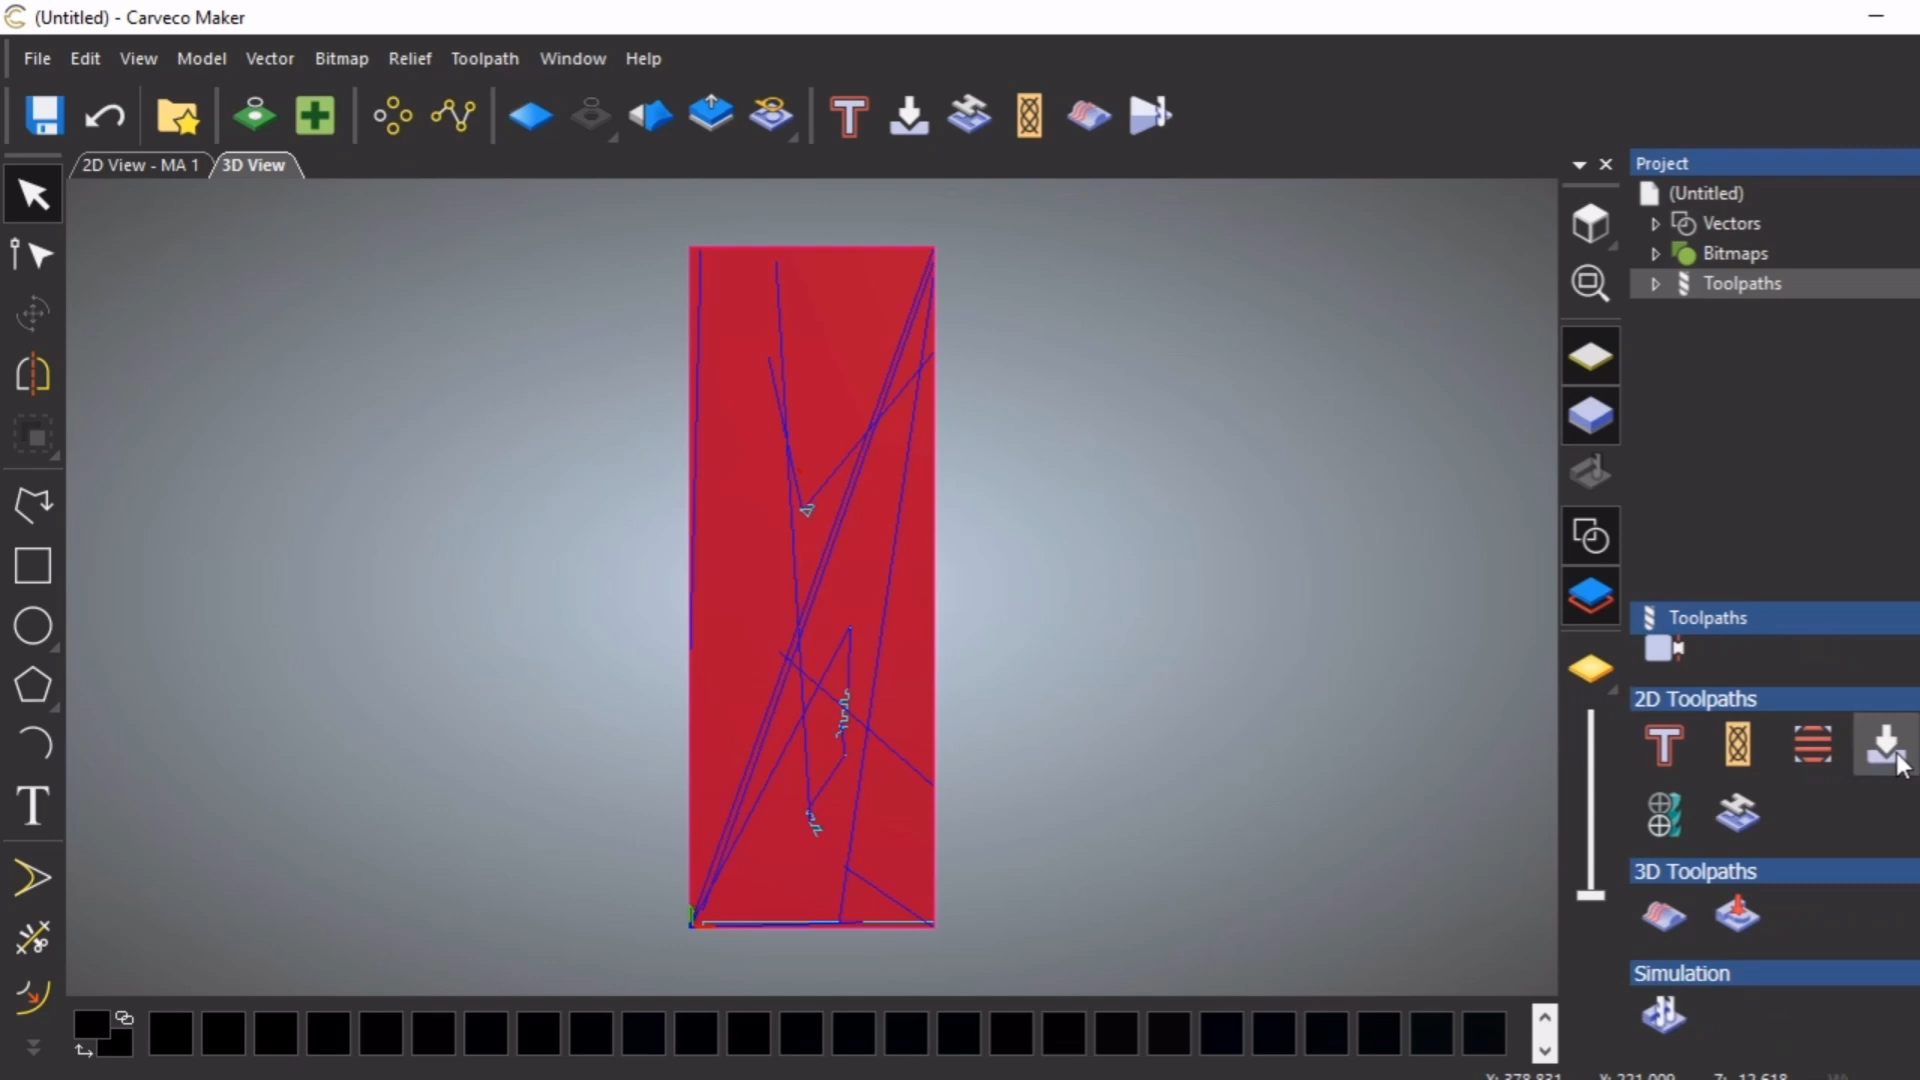 (Untitled) - Carveco Maker
File Edit View Model Vector Bitmap Relief Toolpath Window Help
2D View - MA 1 3D View
Project
(Untitled)
Vectors
Bitmaps
Toolpaths
Toolpaths
2D Toolpaths
3D Toolpaths
Simulation